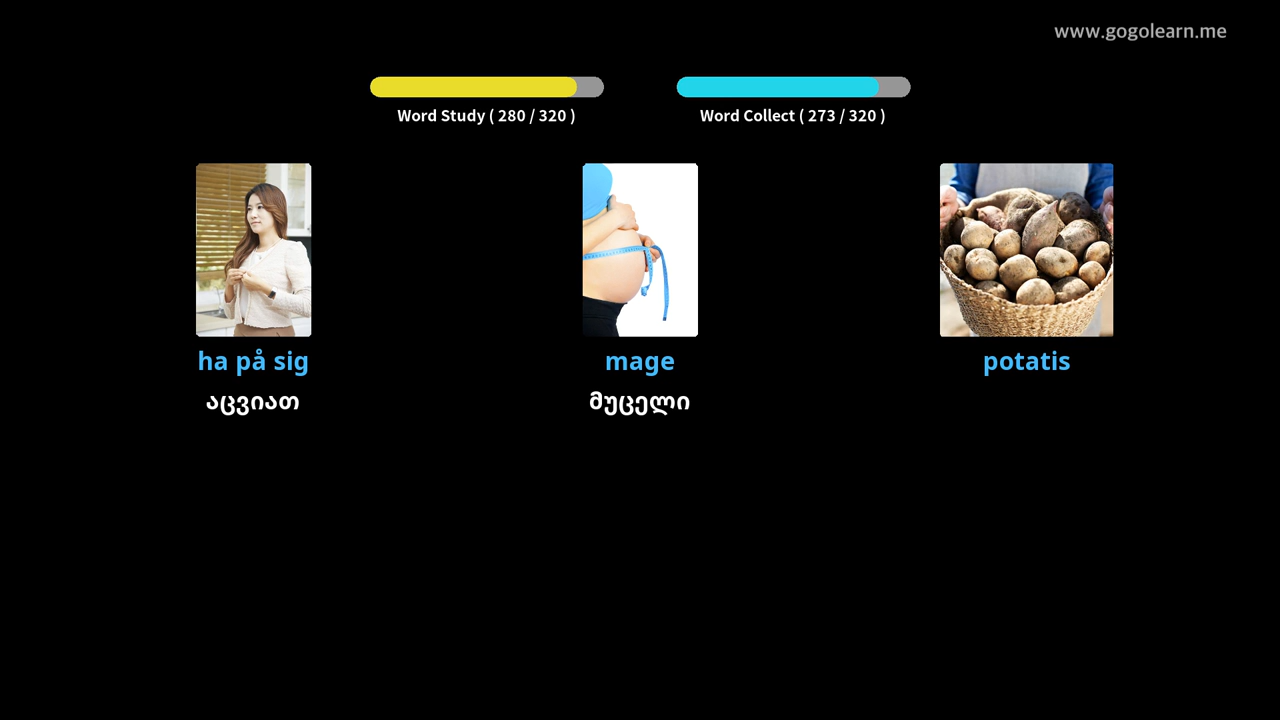 www.gogolearn.me
Word Study ( 280 / 320 )
Word Collect ( 273 / 320 )
ha på sig
mage
potatis
აცვიათ
მუცელი